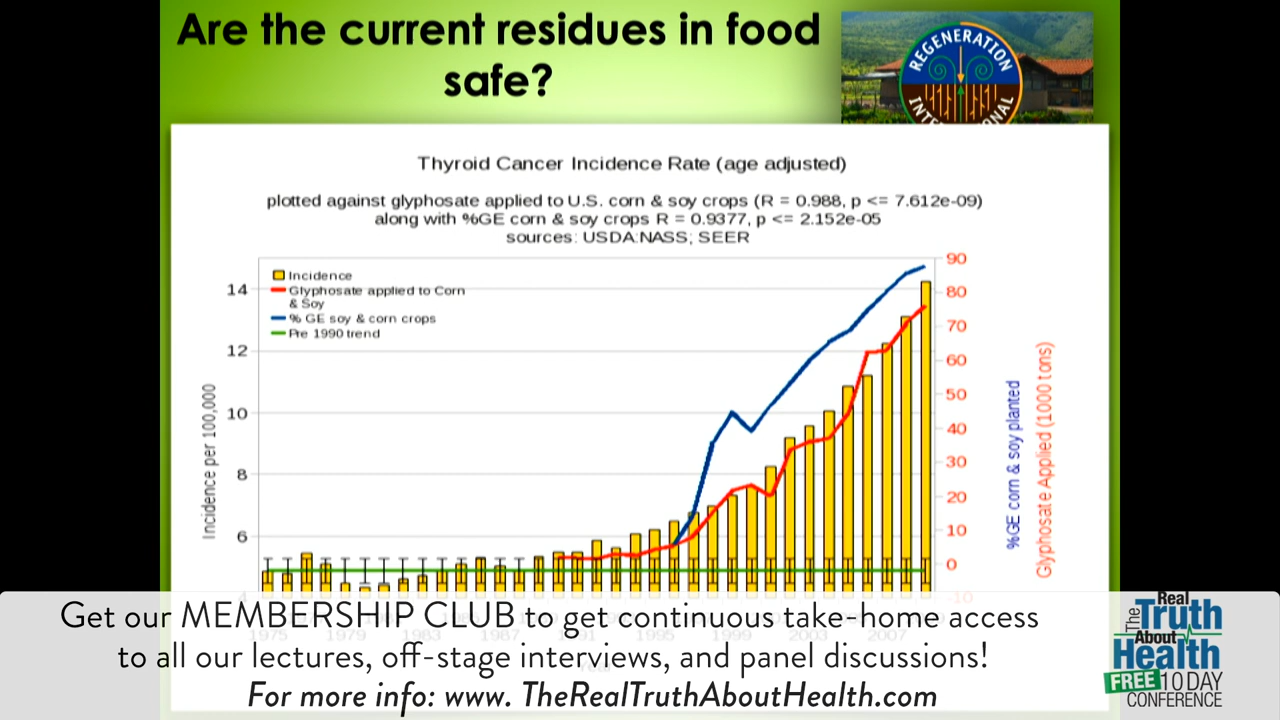 Are the current residues in food
safe?
REGENERATION
Thyroid Cancer Incidence Rate (age adjusted)
plotted against glyphosate applied to U.S. corn & soy crops (R = 0.988, p <= 7.612e-09)
along with %GE corn & soy crops R = 0.9377, p <= 2.152e-05
sources: USDA:NASS; SEER
Incidence
Glyphosate applied to Corn
& Soy
% GE soy & corn crops
Pre 1990 trend
14
12
10
8
6
4
Incidence per 100,000
90
80
70
60
50
40
30
20
10
0
-10
%GE corn & soy planted
Glyphosate Applied (1000 tons)
1975
1979
1983
1987
1991
1995
1999
2003
2007
Get our MEMBERSHIP CLUB to get continuous take-home access
to all our lectures, off-stage interviews, and panel discussions!
For more info: www. TheRealTruthAboutHealth.com
The Real
Truth
About
Health
FREE 10 DAY
CONFERENCE